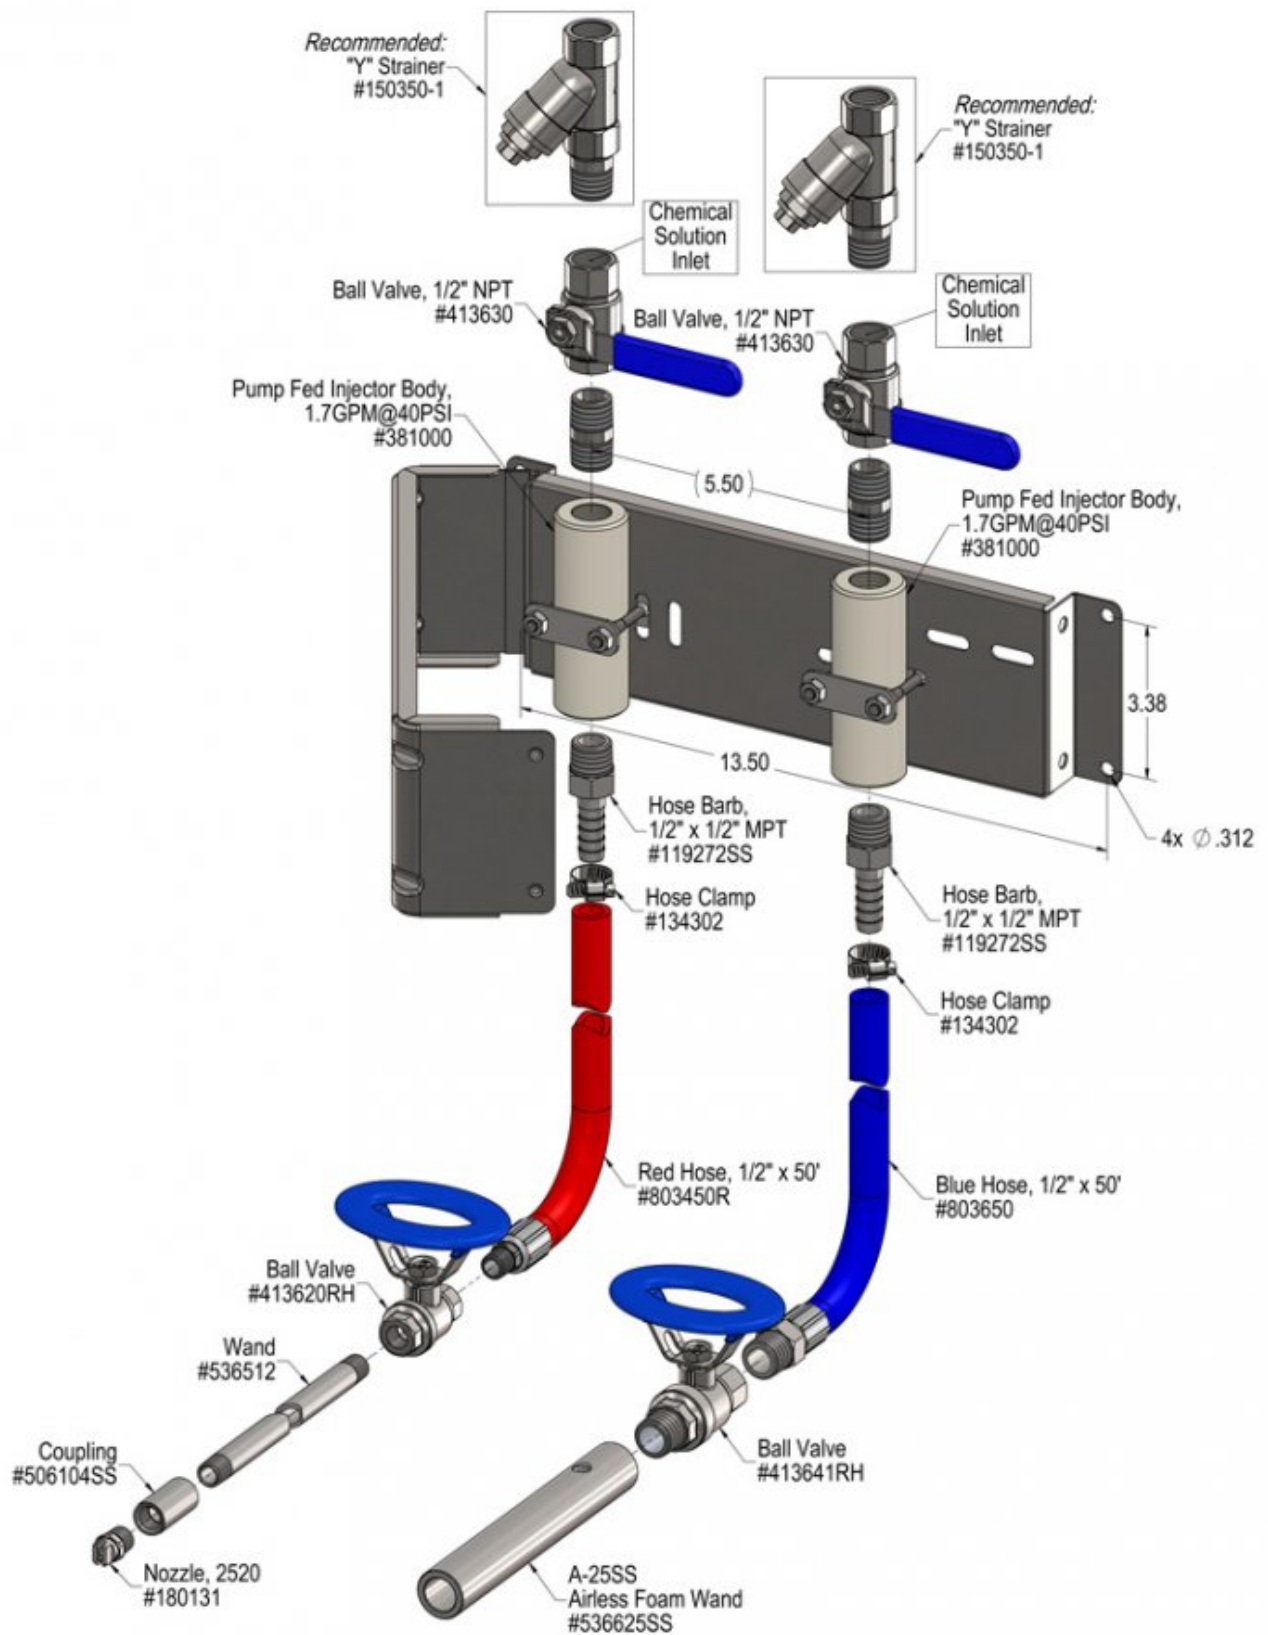 Recommended:
"Y" Strainer
#150350-1
Recommended:
"Y" Strainer
#150350-1
Chemical
Solution
Inlet
Ball Valve, 1/2" NPT
#413630
Chemical
Solution
Inlet
Ball Valve, 1/2" NPT
#413630
Pump Fed Injector Body,
1.7GPM@40PSI
#381000
(5.50)
Pump Fed Injector Body,
1.7GPM@40PSI
#381000
3.38
13.50
4x Ø .312
Hose Barb,
1/2" x 1/2" MPT
#119272SS
Hose Clamp
#134302
Hose Barb,
1/2" x 1/2" MPT
#119272SS
Hose Clamp
#134302
Red Hose, 1/2" x 50'
#803450R
Blue Hose, 1/2" x 50'
#803650
Ball Valve
#413620RH
Wand
#536512
Coupling
#506104SS
Nozzle, 2520
#180131
Ball Valve
#413641RH
A-25SS
Airless Foam Wand
#536625SS